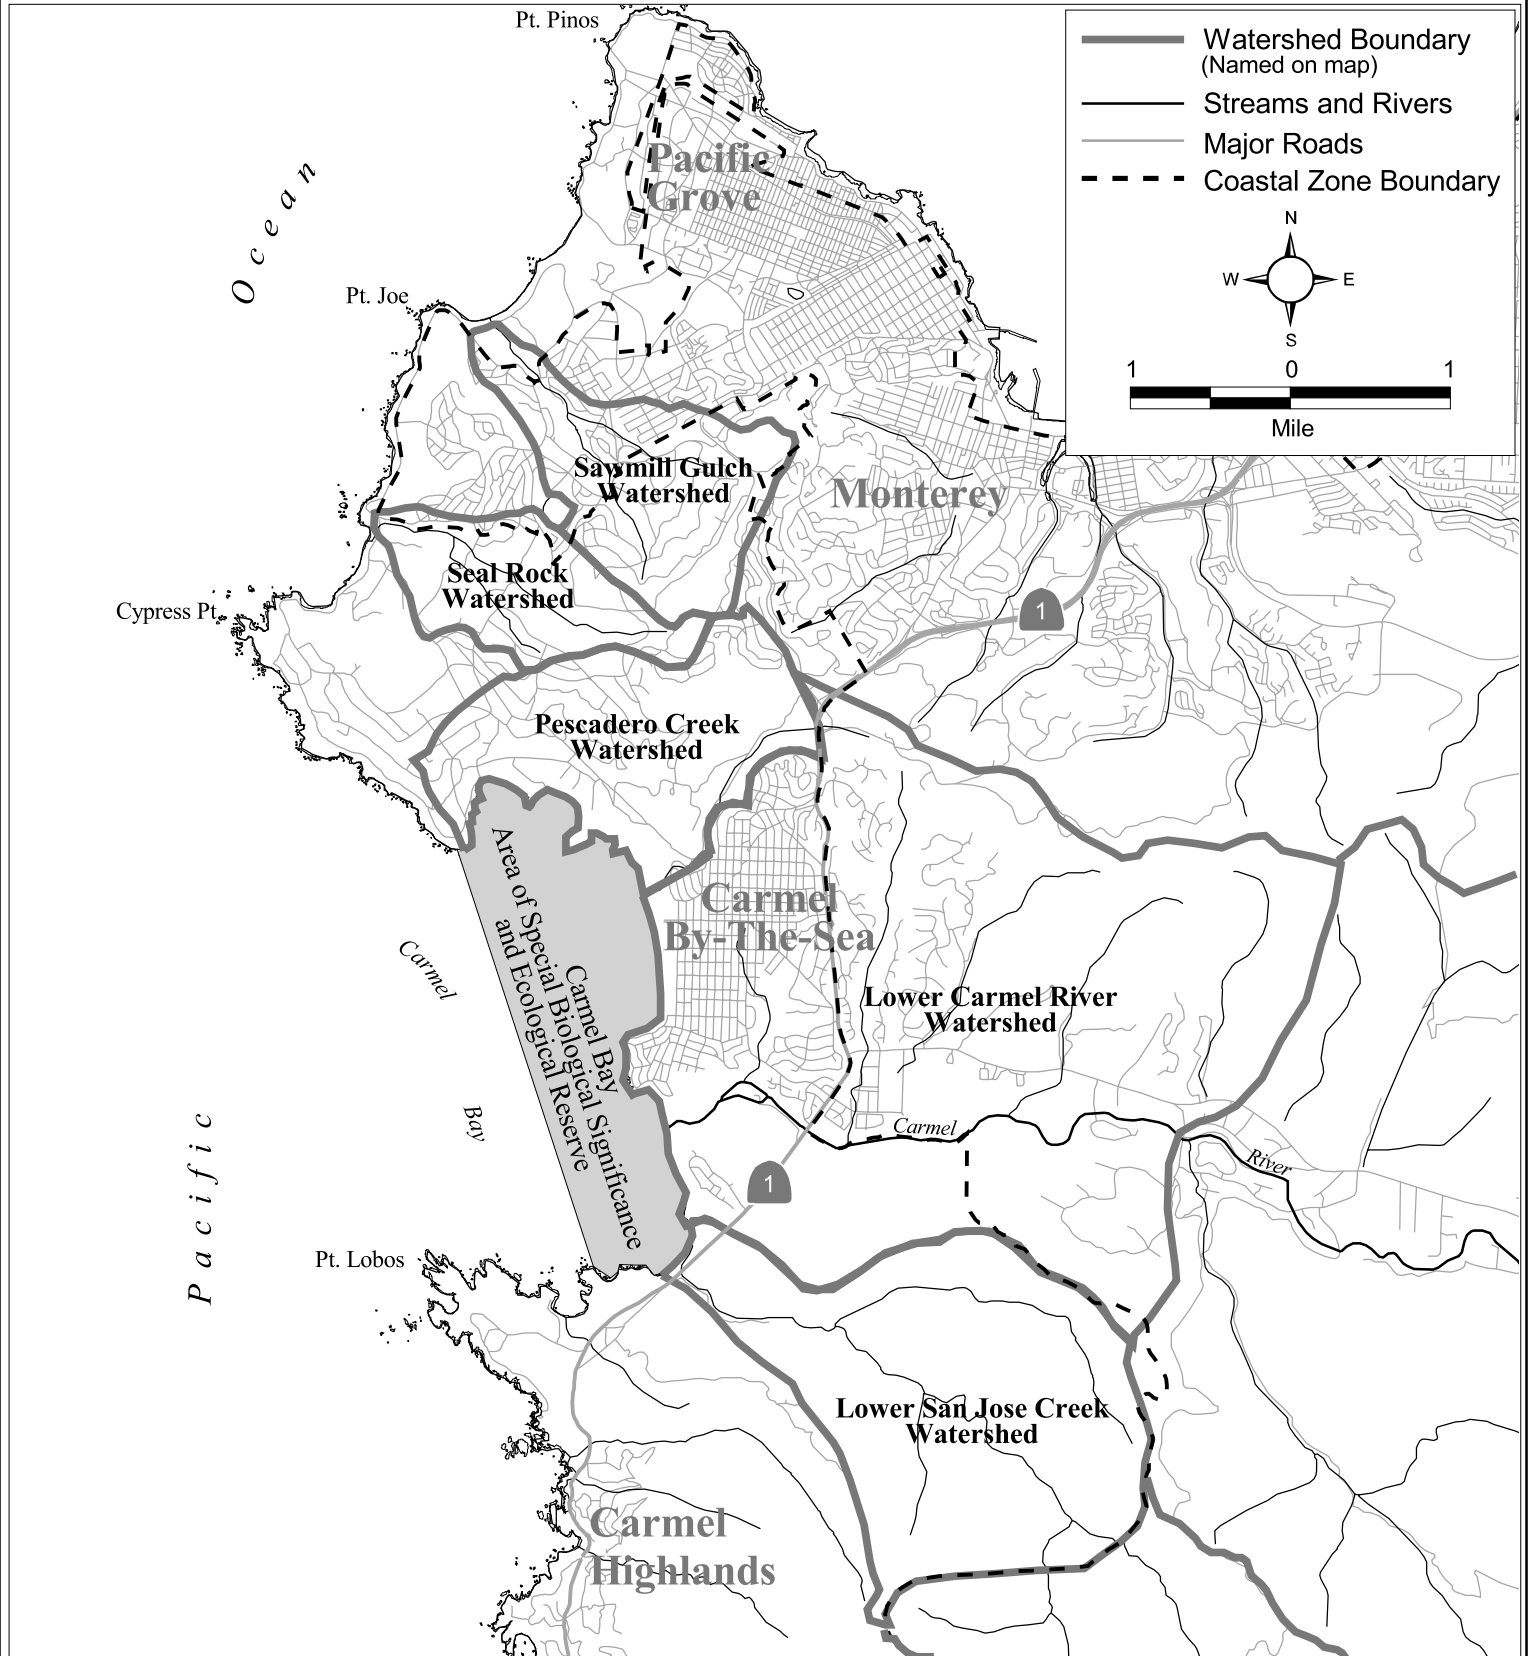 Pt. Pinos
Watershed Boundary
(Named on map)
Streams and Rivers
Major Roads
Coastal Zone Boundary
N
W
E
S
1
0
1
Mile
Pacific
Grove
Ocean
Pt. Joe
Sawmill Gulch
Watershed
Monterey
Seal Rock
Watershed
Cypress Pt.
1
Pescadero Creek
Watershed
Carmel
By-The-Sea
Carmel
Bay
Carmel Bay
Area of Special Biological Significance
and Ecological Reserve
Lower Carmel River
Watershed
Carmel
River
1
Pacific
Pt. Lobos
Lower San Jose Creek
Watershed
Carmel
Highlands